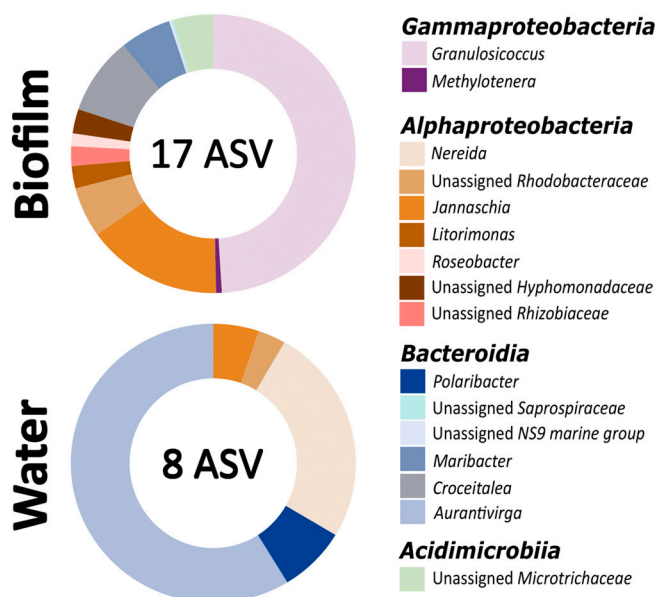 Biofilm
17 ASV
Water
8 ASV
Gammaproteobacteria
Granulosicoccus
Methylotenera
Alphaproteobacteria
Nereida
Unassigned Rhodobacteraceae
Jannaschia
Litorimonas
Roseobacter
Unassigned Hyphomonadaceae
Unassigned Rhizobiaceae
Bacteroidia
Polaribacter
Unassigned Saprospiraceae
Unassigned NS9 marine group
Maribacter
Croceitalea
Aurantivirga
Acidimicrobiia
Unassigned Microtrichaceae